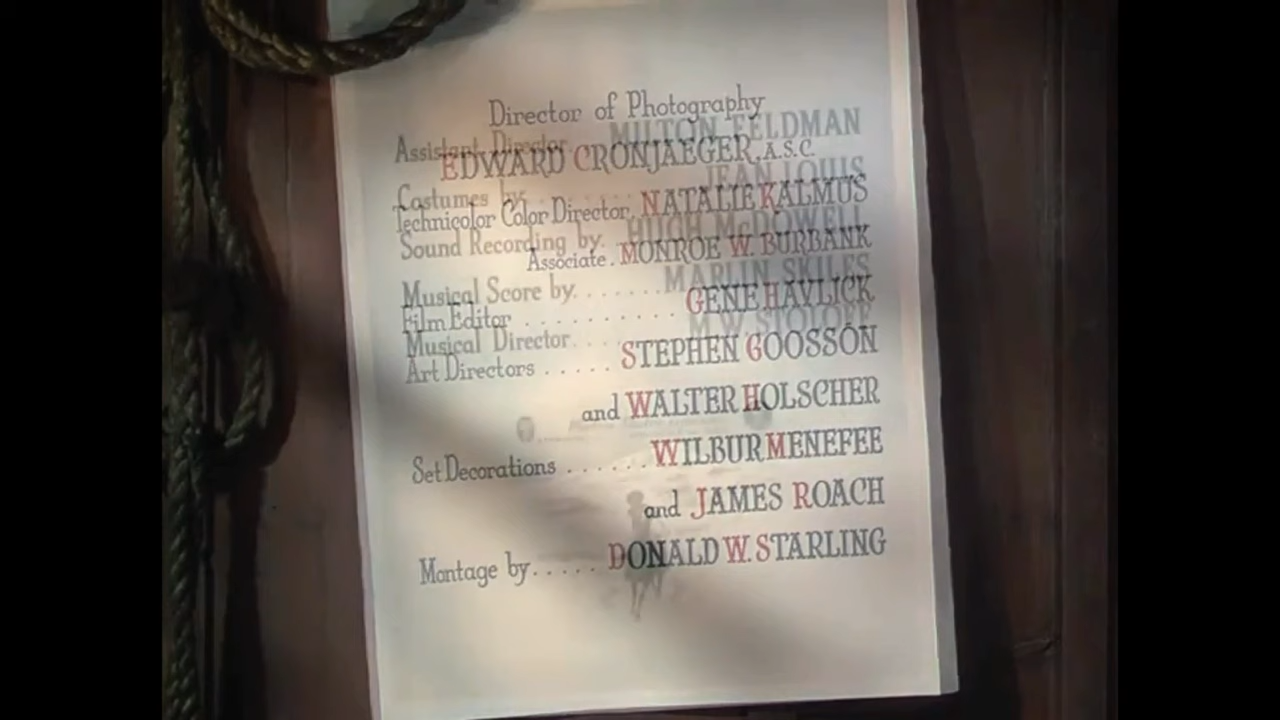 Director of Photography
Assistant Director MILTON FELDMAN
EDWARD CRONJAEGER, A.S.C.
Costumes by JEAN LOUIS
Technicolor Color Director, NATALIE KALMUS
Sound Recording by. HUGH McDOWELL
Associate . MONROE W. BURBANK
Musical Score by. . . . . . . MARLIN SKILES
Film Editor . . . . . . . . . . GENE HAVLICK
Musical Director. . M.W. STOLOFF
Art Directors . . . . . STEPHEN GOOSSÓN
and WALTER HOLSCHER
Set Decorations . . . . . . WILBUR MENEFEE
and JAMES ROACH
Montage by. . . . . DONALD W. STARLING